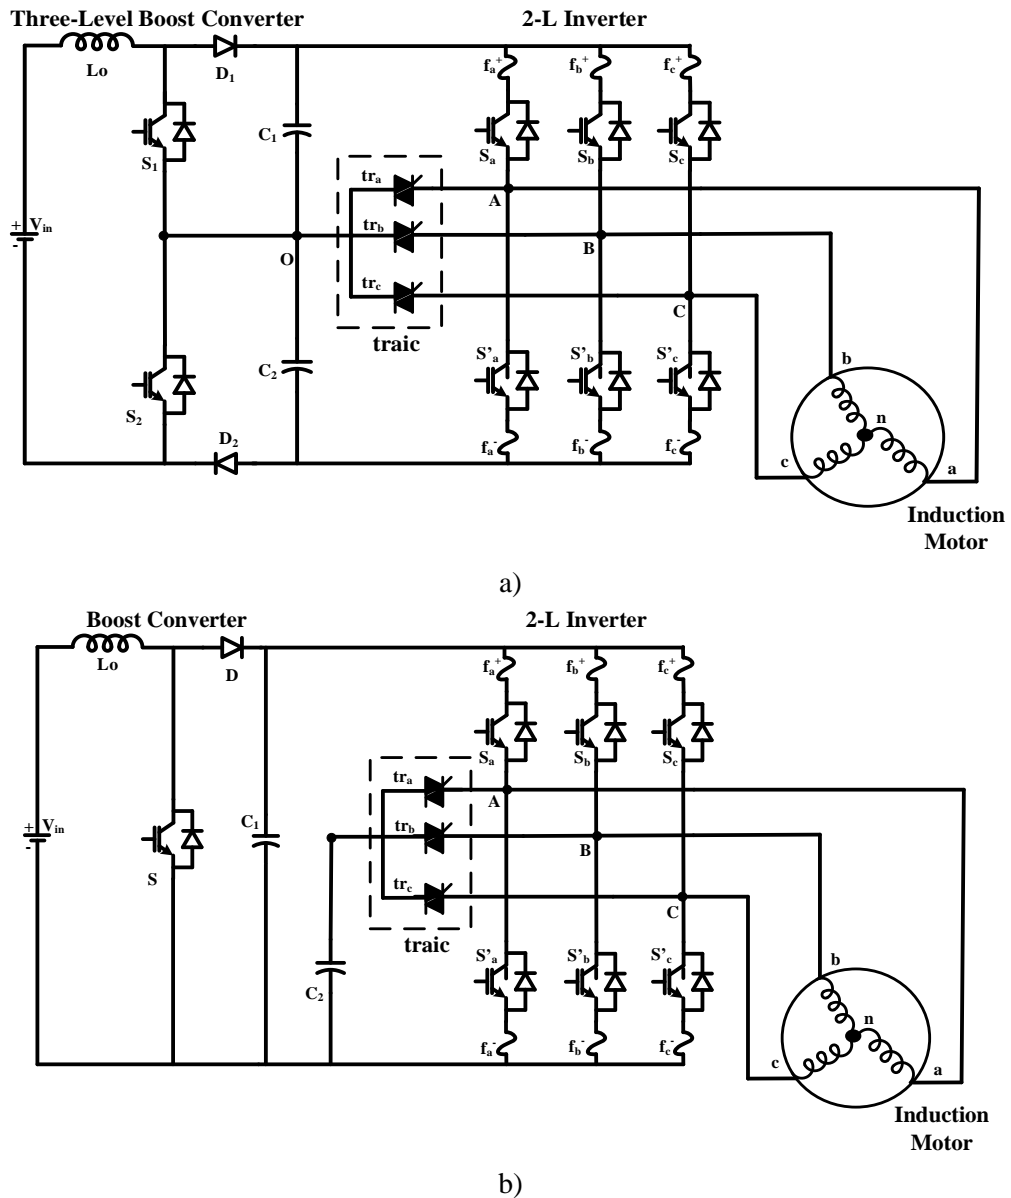 Three-Level Boost Converter
2-L Inverter
Lo
D1
fa+
fb+
fc+
S1
C1
Sa
Sb
Sc
tra
A
+
Vin
-
trb
O
B
trc
C
traic
S'a
S'b
S'c
b
S2
C2
n
D2
fa-
fb-
fc-
c
a
Induction
Motor
a)
Boost Converter
2-L Inverter
Lo
D
fa+
fb+
fc+
Sa
Sb
Sc
tra
A
+
Vin
-
C1
trb
B
S
trc
C
traic
S'a
S'b
S'c
b
C2
n
fa-
fb-
fc-
c
a
Induction
Motor
b)